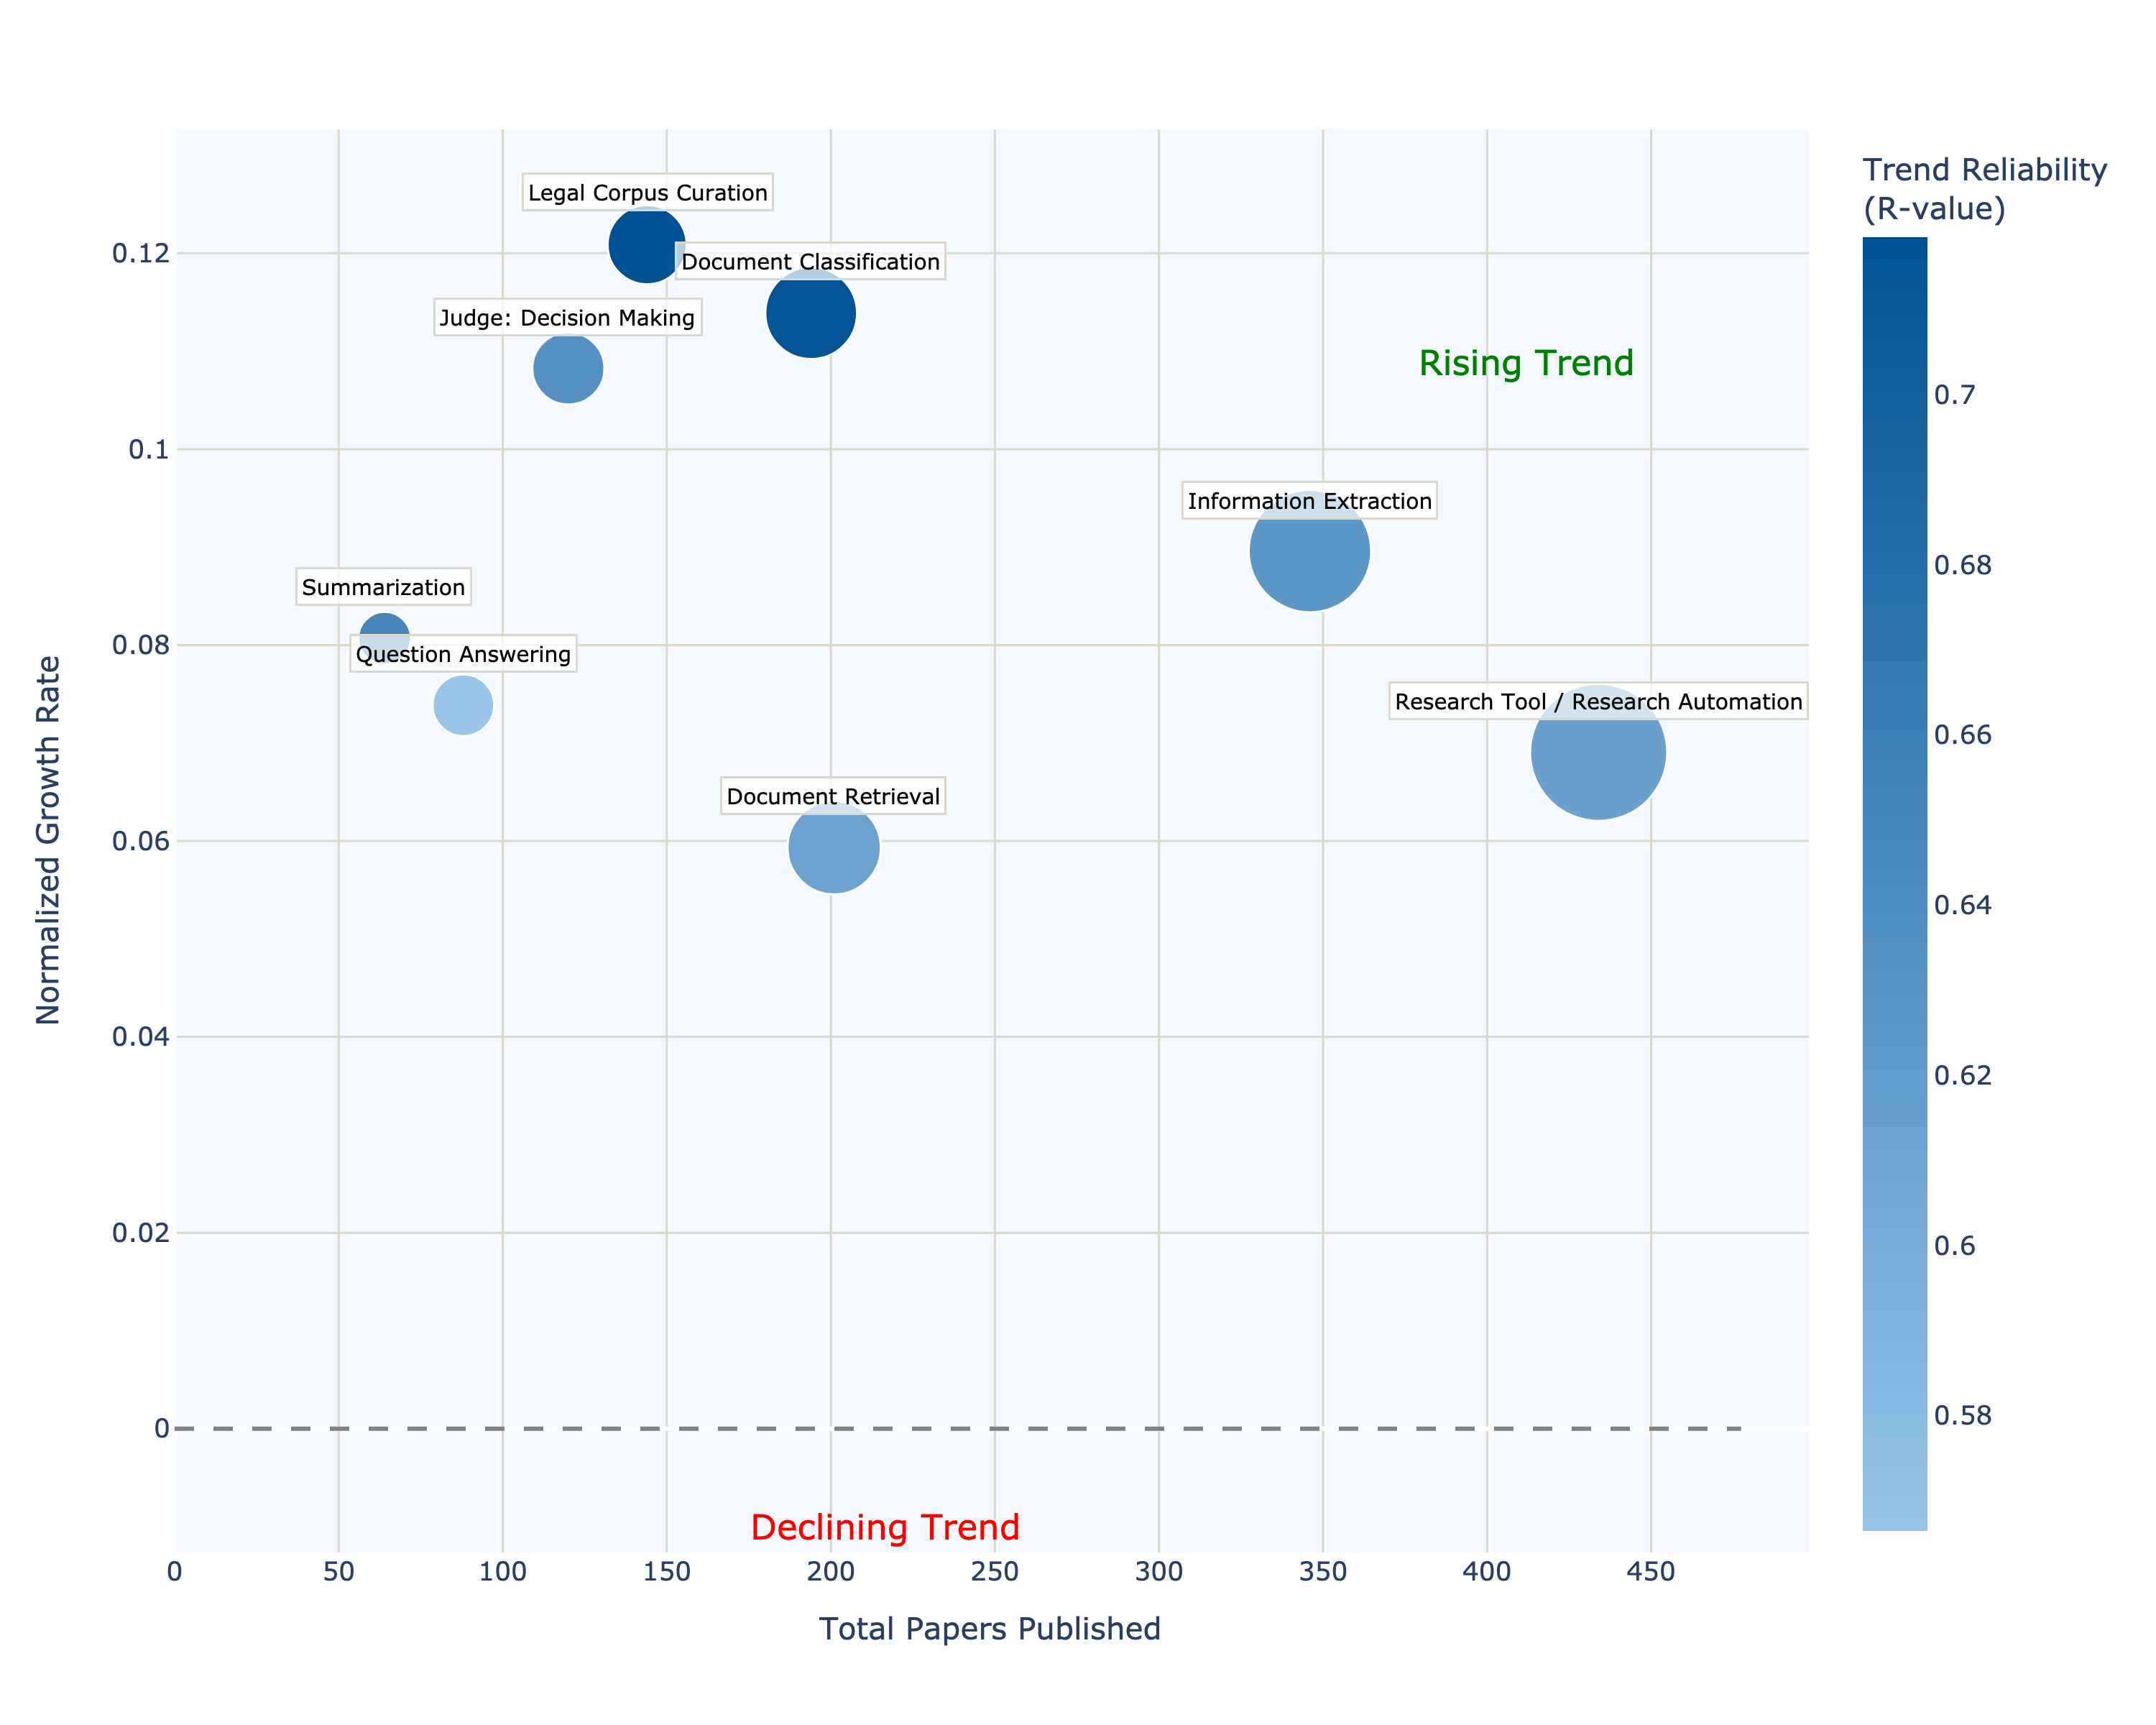 Legal Corpus Curation
Document Classification
Judge: Decision Making
Rising Trend
Information Extraction
Summarization
Question Answering
Research Tool / Research Automation
Document Retrieval
Declining Trend
Normalized Growth Rate
0.12
0.1
0.08
0.06
0.04
0.02
0
0
50
100
150
200
250
300
350
400
450
Total Papers Published
Trend Reliability
(R-value)
0.7
0.68
0.66
0.64
0.62
0.6
0.58